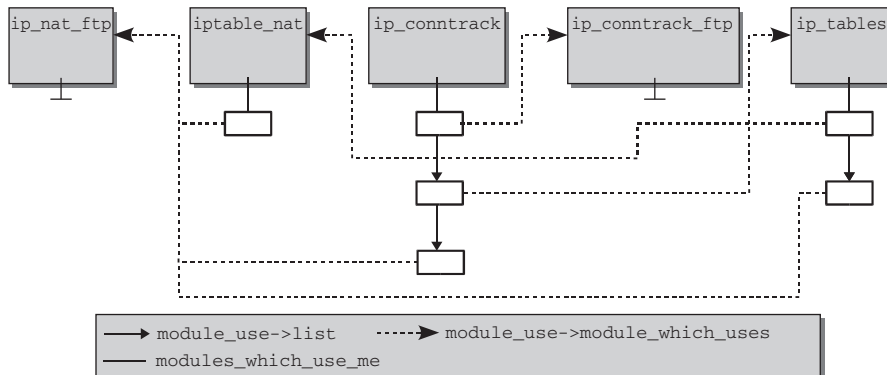 ip_nat_ftp
iptable_nat
ip_conntrack
ip_conntrack_ftp
ip_tables
module_use->list
module_use->module_which_uses
modules_which_use_me